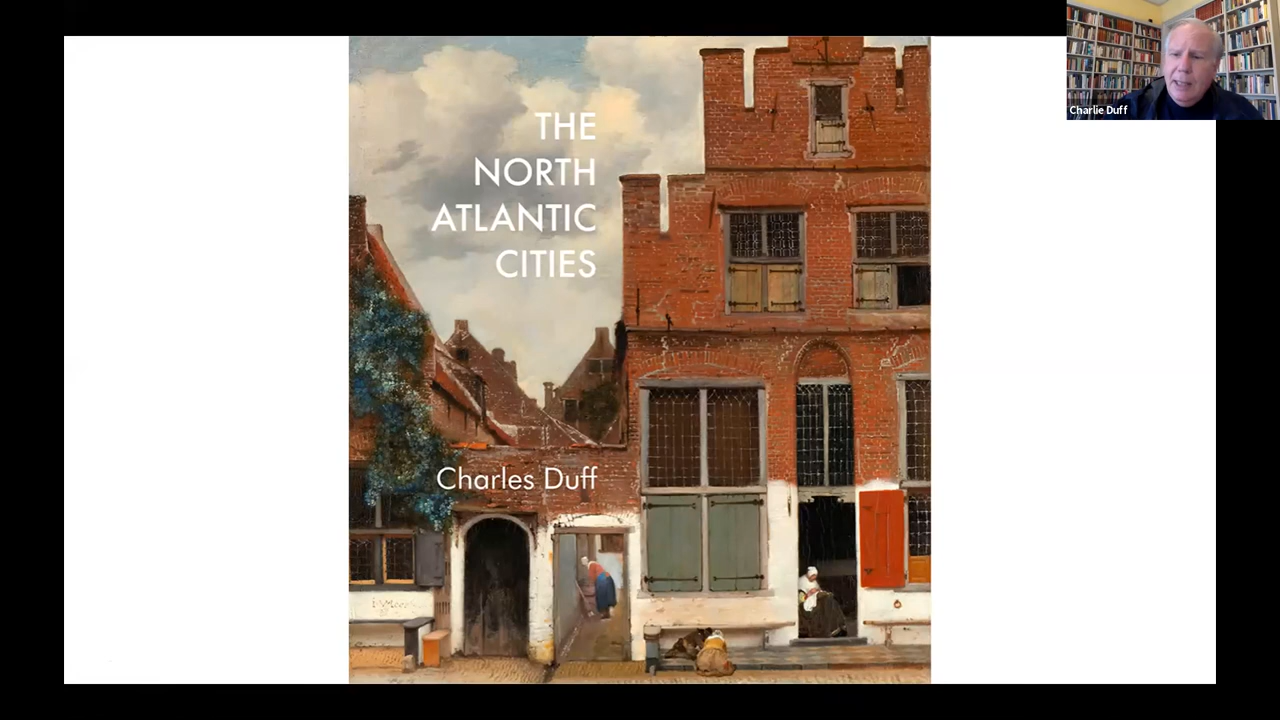 THE
NORTH
ATLANTIC
CITIES
Charles Duff
Charlie Duff